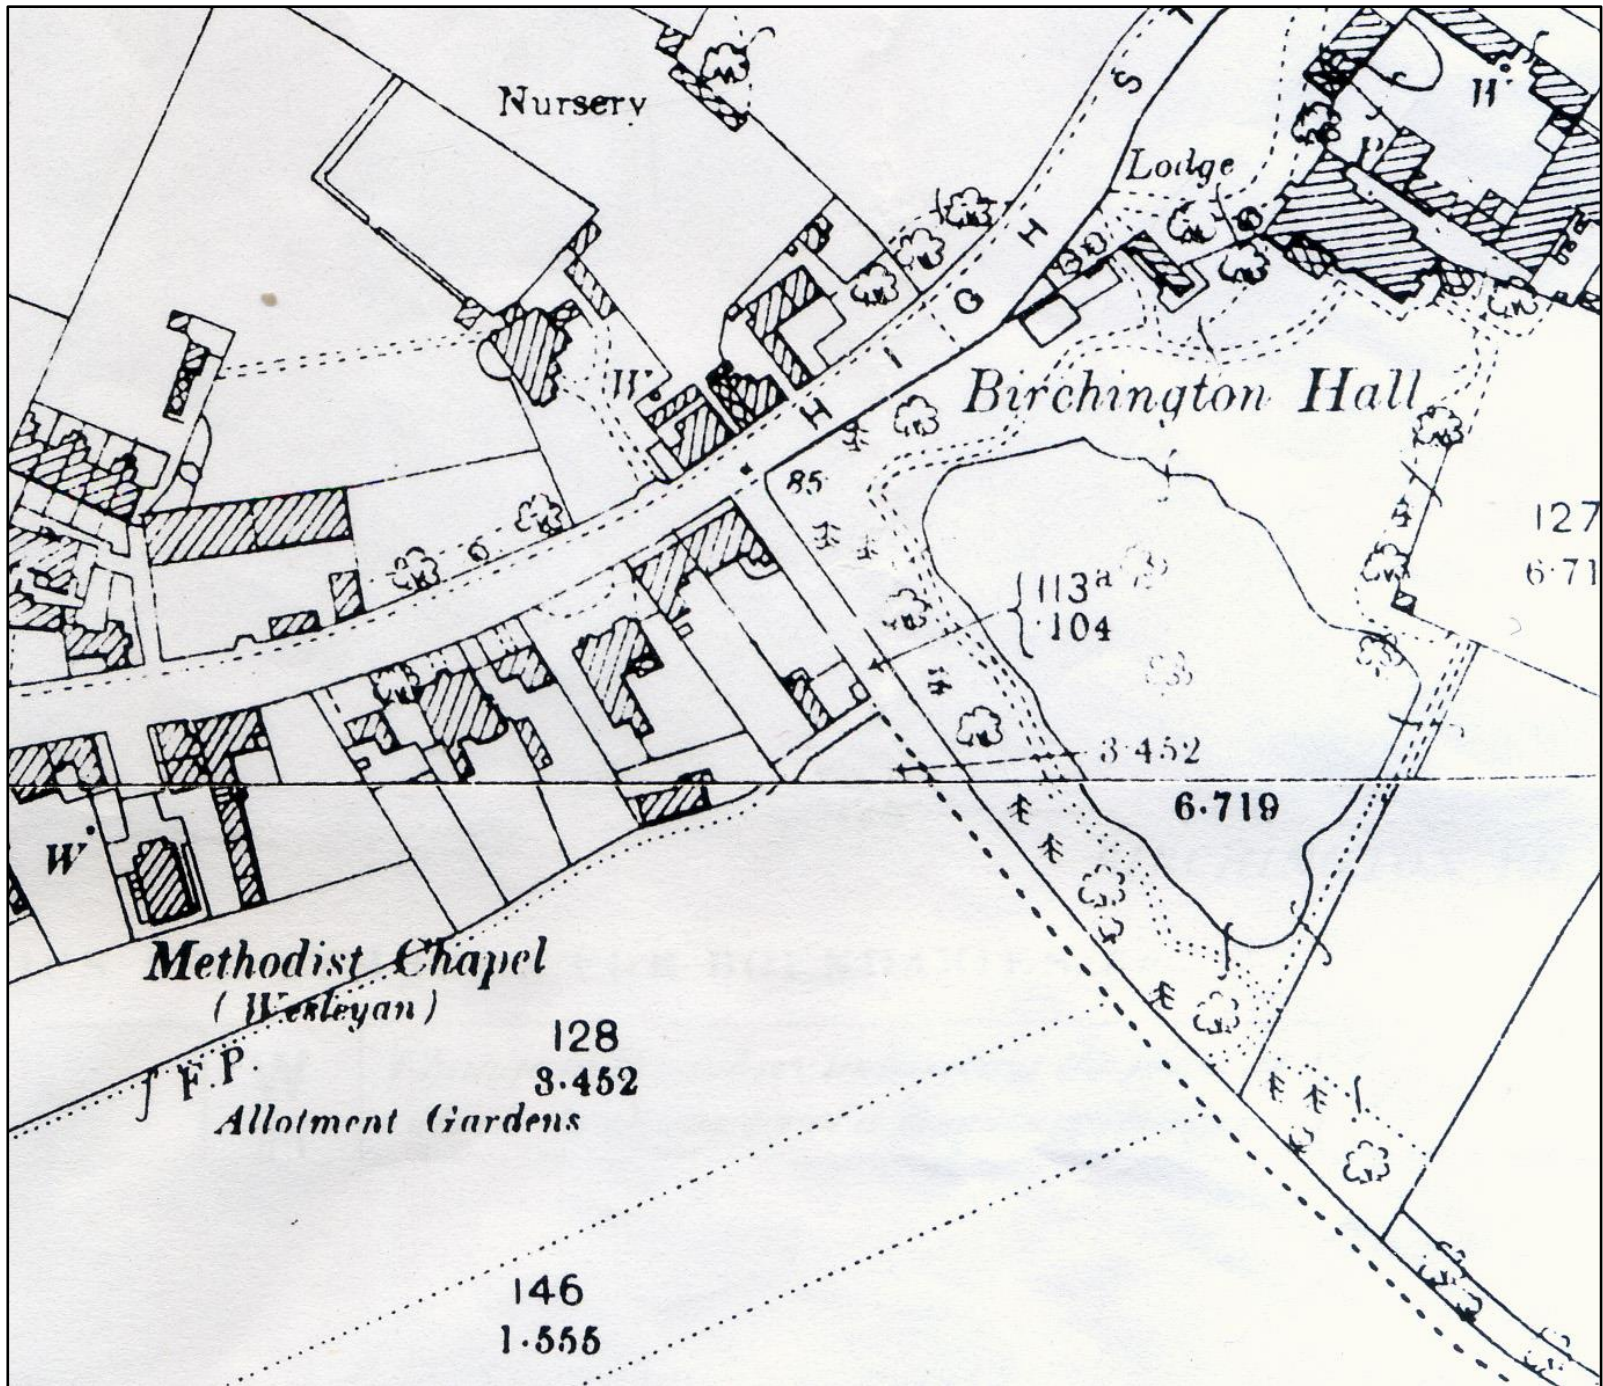 Nursery
W
P
Lodge
HIGH ST
W
Birchington Hall
85
127
6·71
113a
·104
3·452
6·719
W
Methodist Chapel
(Wesleyan)
128
3·452
F.P.
Allotment Gardens
146
1·555